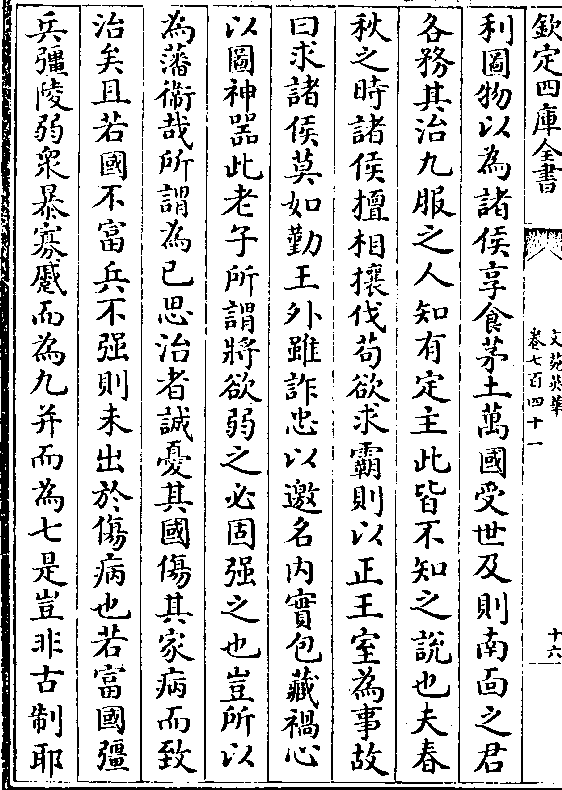 欽定四庫全書
文苑英華
卷七百四十一
十六
利圖物以為諸侯享食茅土萬國受世及則南面之君
各務其治九服之人知有定主此皆不知之說也夫春
秋之時諸侯擅相攘伐茍欲求霸則以正王室為事故
曰求諸侯莫如勤王外雖詐忠以邀名内實包藏禍心
以圖神器此老子所謂將欲弱之必固强之也豈所以
為藩衞哉所謂為已思治者誠憂其國傷其家病而致
治矣且若國不富兵不强則未出於傷病也若富國彊
兵彊陵弱衆暴寡蹙而為九并而為七是豈非古制耶